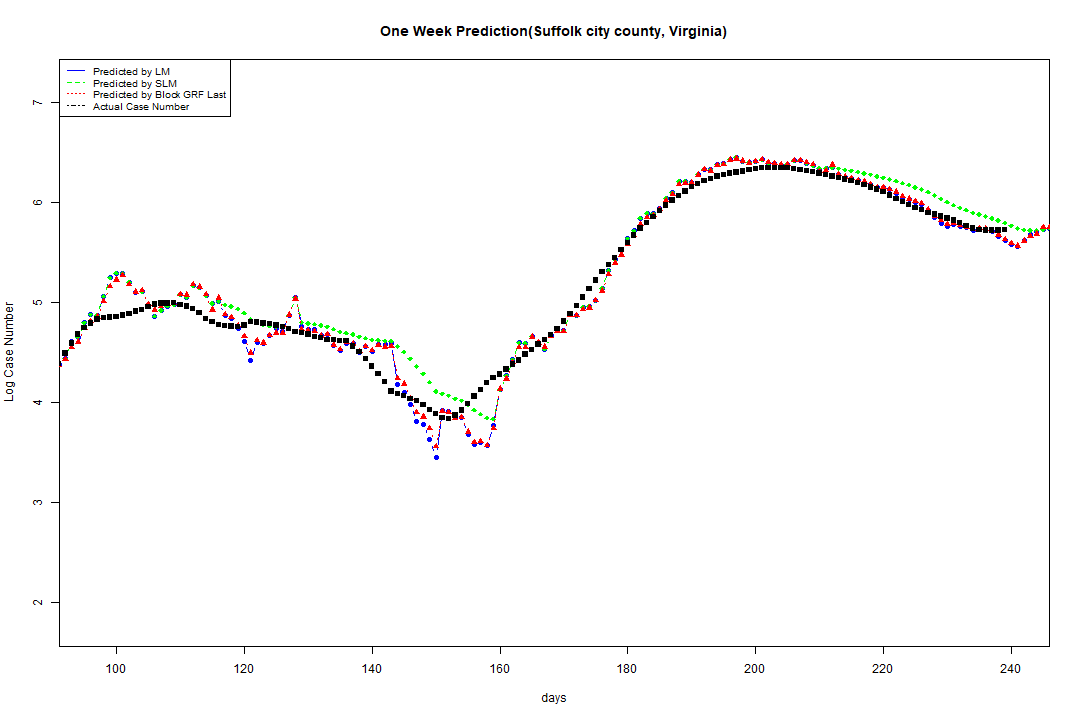 One Week Prediction(Suffolk city county, Virginia)
Predicted by LM
Predicted by SLM
Predicted by Block GRF Last
Actual Case Number
7
6
5
4
3
2
Log Case Number
100 120 140 160 180 200 220 240
days